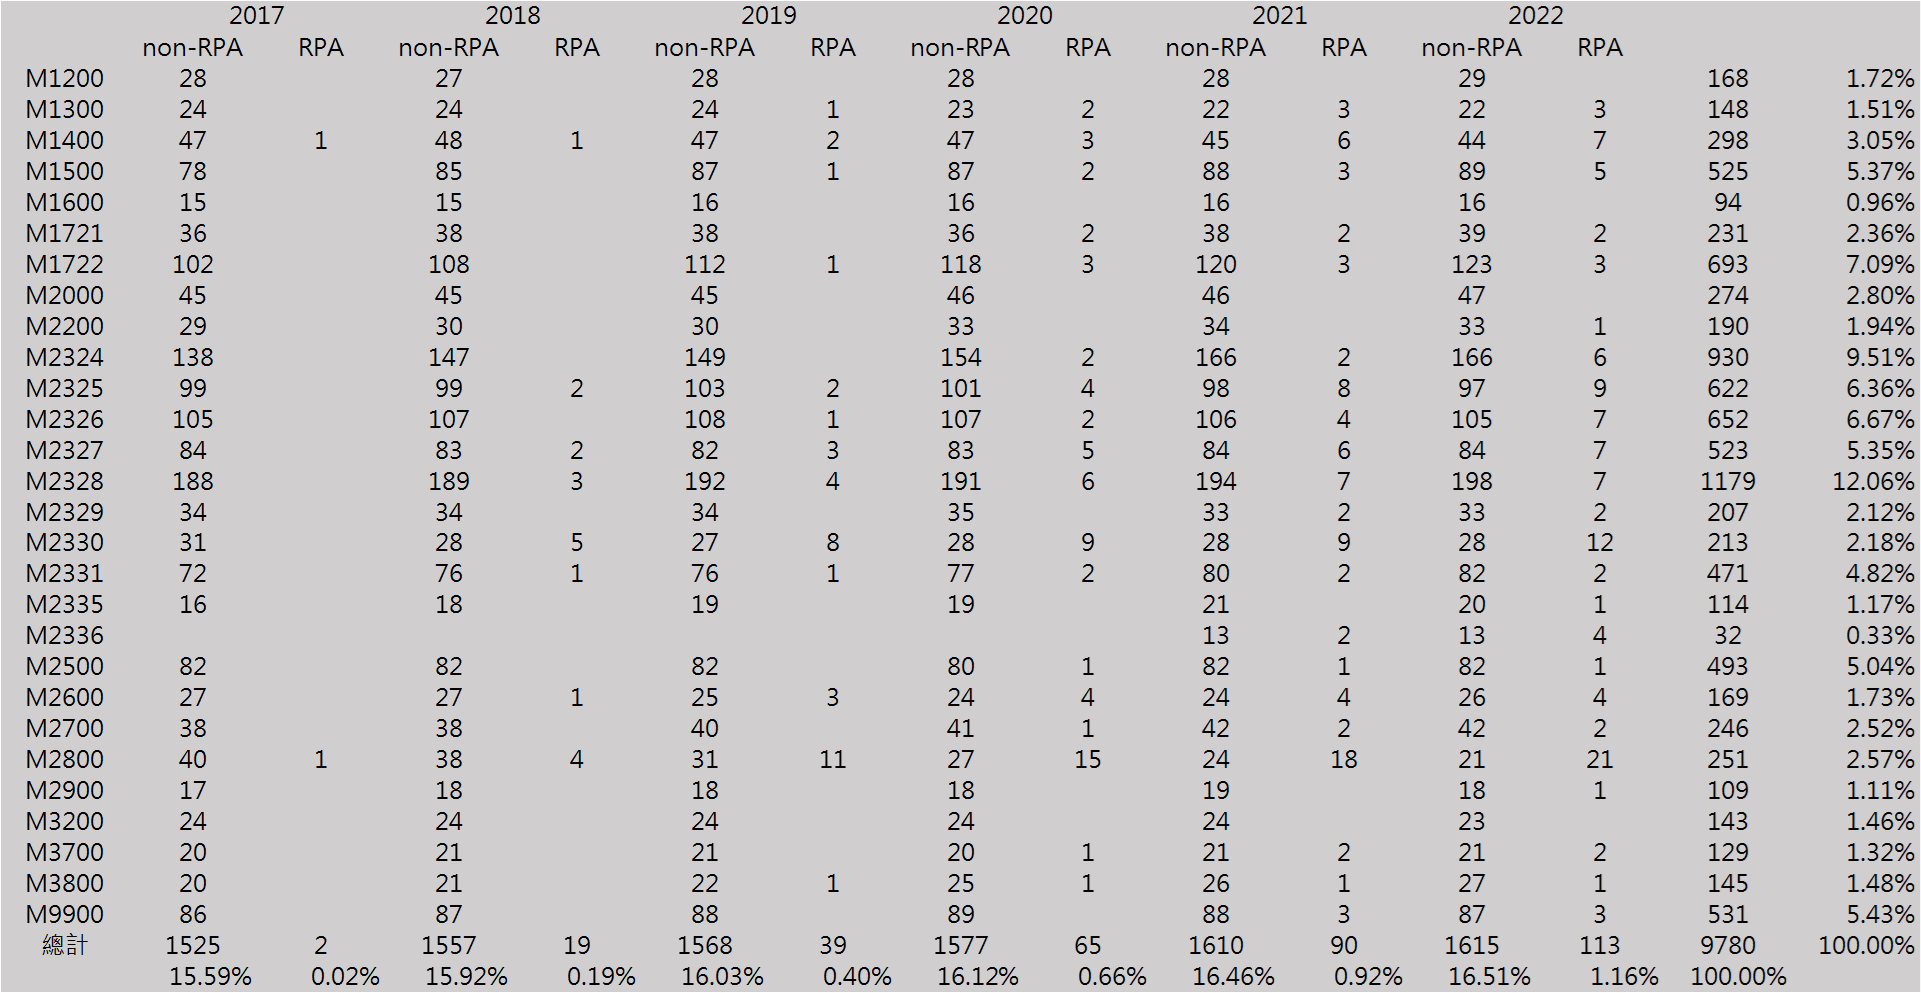 2017 2018 2019 2020 2021 2022
non-RPA RPA non-RPA RPA non-RPA RPA non-RPA RPA non-RPA RPA non-RPA RPA
M1200 28 27 28 28 28 29 168 1.72%
M1300 24 24 24 1 23 2 22 3 22 3 148 1.51%
M1400 47 1 48 1 47 2 47 3 45 6 44 7 298 3.05%
M1500 78 85 87 1 87 2 88 3 89 5 525 5.37%
M1600 15 15 16 16 16 16 94 0.96%
M1721 36 38 38 36 2 38 2 39 2 231 2.36%
M1722 102 108 112 1 118 3 120 3 123 3 693 7.09%
M2000 45 45 45 46 46 47 274 2.80%
M2200 29 30 30 33 34 33 1 190 1.94%
M2324 138 147 149 154 2 166 2 166 6 930 9.51%
M2325 99 99 2 103 2 101 4 98 8 97 9 622 6.36%
M2326 105 107 108 1 107 2 106 4 105 7 652 6.67%
M2327 84 83 2 82 3 83 5 84 6 84 7 523 5.35%
M2328 188 189 3 192 4 191 6 194 7 198 7 1179 12.06%
M2329 34 34 34 35 33 2 33 2 207 2.12%
M2330 31 28 5 27 8 28 9 28 9 28 12 213 2.18%
M2331 72 76 1 76 1 77 2 80 2 82 2 471 4.82%
M2335 16 18 19 19 21 20 1 114 1.17%
M2336 13 2 13 4 32 0.33%
M2500 82 82 82 80 1 82 1 82 1 493 5.04%
M2600 27 27 1 25 3 24 4 24 4 26 4 169 1.73%
M2700 38 38 40 41 1 42 2 42 2 246 2.52%
M2800 40 1 38 4 31 11 27 15 24 18 21 21 251 2.57%
M2900 17 18 18 18 19 18 1 109 1.11%
M3200 24 24 24 24 24 23 143 1.46%
M3700 20 21 21 20 1 21 2 21 2 129 1.32%
M3800 20 21 22 1 25 1 26 1 27 1 145 1.48%
M9900 86 87 88 89 88 3 87 3 531 5.43%
總計 1525 2 1557 19 1568 39 1577 65 1610 90 1615 113 9780 100.00%
15.59% 0.02% 15.92% 0.19% 16.03% 0.40% 16.12% 0.66% 16.46% 0.92% 16.51% 1.16% 100.00%